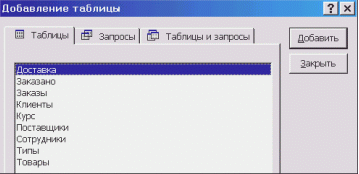 Добавление таблицы
Таблицы Запросы Таблицы и запросы
Добавить
Закрыть
Доставка
Заказано
Заказы
Клиенты
Курс
Поставщики
Сотрудники
Типы
Товары